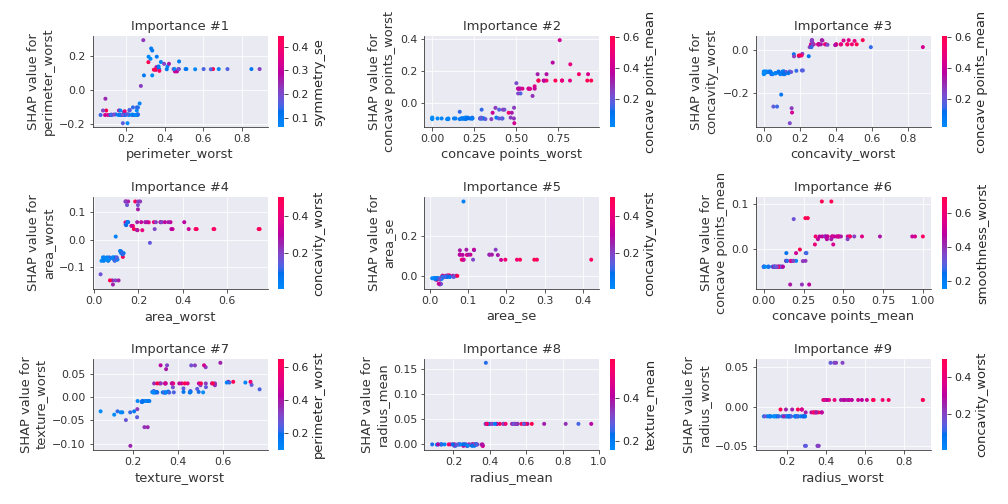 Importance #1
SHAP value for
perimeter_worst
0.2
0.0
−0.2
0.2 0.4 0.6 0.8
perimeter_worst
0.4
0.3
0.2
0.1
symmetry_se
Importance #2
SHAP value for
concave points_worst
0.4
0.2
0.0
0.00 0.25 0.50 0.75
concave points_worst
0.6
0.4
0.2
concave points_mean
Importance #3
SHAP value for
concavity_worst
0.0
−0.2
0.0 0.2 0.4 0.6 0.8
concavity_worst
0.6
0.4
0.2
concave points_mean
Importance #4
SHAP value for
area_worst
0.1
0.0
−0.1
0.0 0.2 0.4 0.6
area_worst
0.4
0.2
concavity_worst
Importance #5
SHAP value for
area_se
0.2
0.0
0.0 0.1 0.2 0.3 0.4
area_se
0.4
0.2
concavity_worst
Importance #6
SHAP value for
concave points_mean
0.1
0.0
0.00 0.25 0.50 0.75 1.00
concave points_mean
0.6
0.4
0.2
smoothness_worst
Importance #7
SHAP value for
texture_worst
0.05
0.00
−0.05
−0.10
0.2 0.4 0.6
texture_worst
0.6
0.4
0.2
perimeter_worst
Importance #8
SHAP value for
radius_mean
0.15
0.10
0.05
0.00
0.2 0.4 0.6 0.8 1.0
radius_mean
0.4
0.2
texture_mean
Importance #9
SHAP value for
radius_worst
0.05
0.00
−0.05
0.2 0.4 0.6 0.8
radius_worst
0.4
0.2
concavity_worst